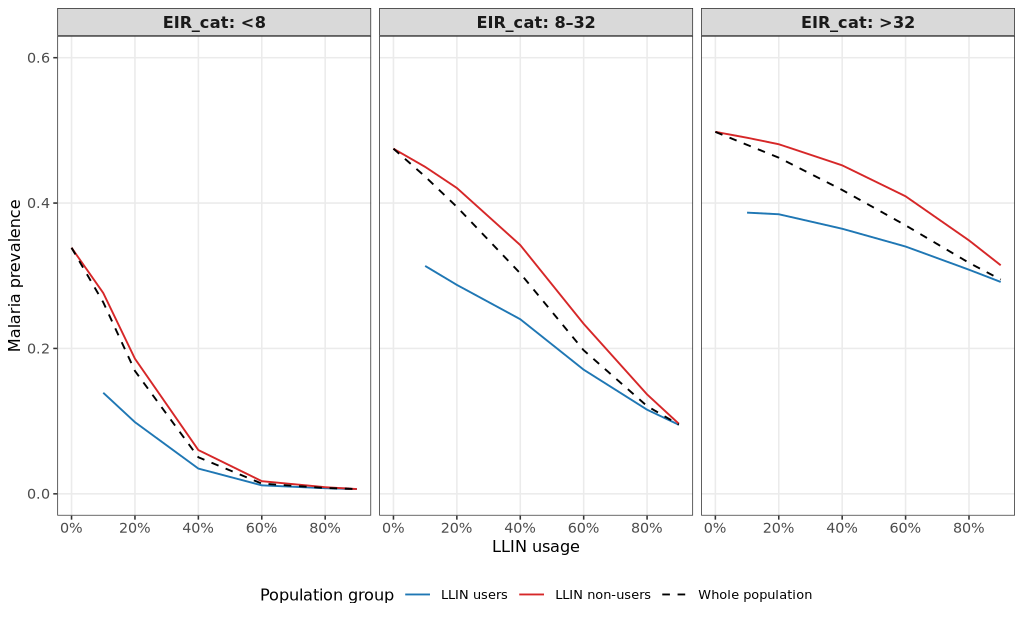 EIR_cat: <8 EIR_cat: 8–32 EIR_cat: >32
0.6
0.4
0.2
0.0
Malaria prevalence
0% 20% 40% 60% 80% 0% 20% 40% 60% 80% 0% 20% 40% 60% 80%
LLIN usage
Population group LLIN users LLIN non-users Whole population